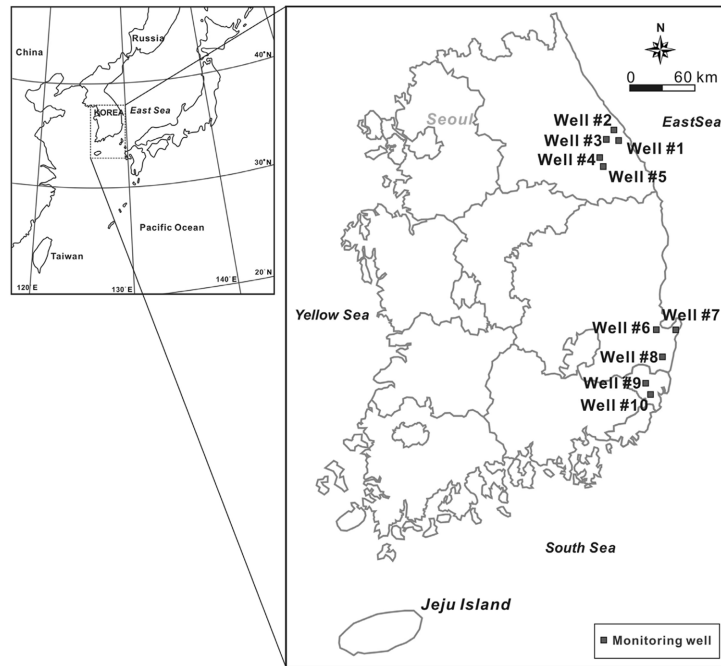 Russia
China
40°N
KOREA
East Sea
30°N
Pacific Ocean
Taiwan
20°N
120°E
130°E
140°E
N
0 60 km
Seoul
EastSea
Well #2
Well #3
Well #1
Well #4
Well #5
Yellow Sea
Well #6
Well #7
Well #8
Well #9
Well #10
South Sea
Jeju Island
Monitoring well